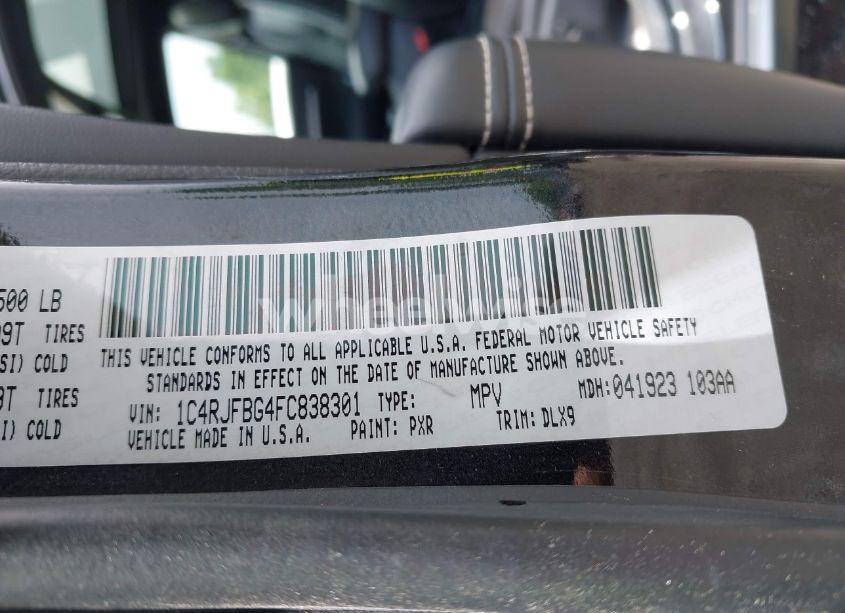 500 LB
wheelwise
9T TIRES
SI) COLD
THIS VEHICLE CONFORMS TO ALL APPLICABLE U.S.A. FEDERAL MOTOR VEHICLE SAFETY
STANDARDS IN EFFECT ON THE DATE OF MANUFACTURE SHOWN ABOVE.
T TIRES
VIN: 1C4RJFBG4FC838301 TYPE: MPV MDH:041923 103AA
I) COLD
VEHICLE MADE IN U.S.A. PAINT: PXR TRIM: DLX9